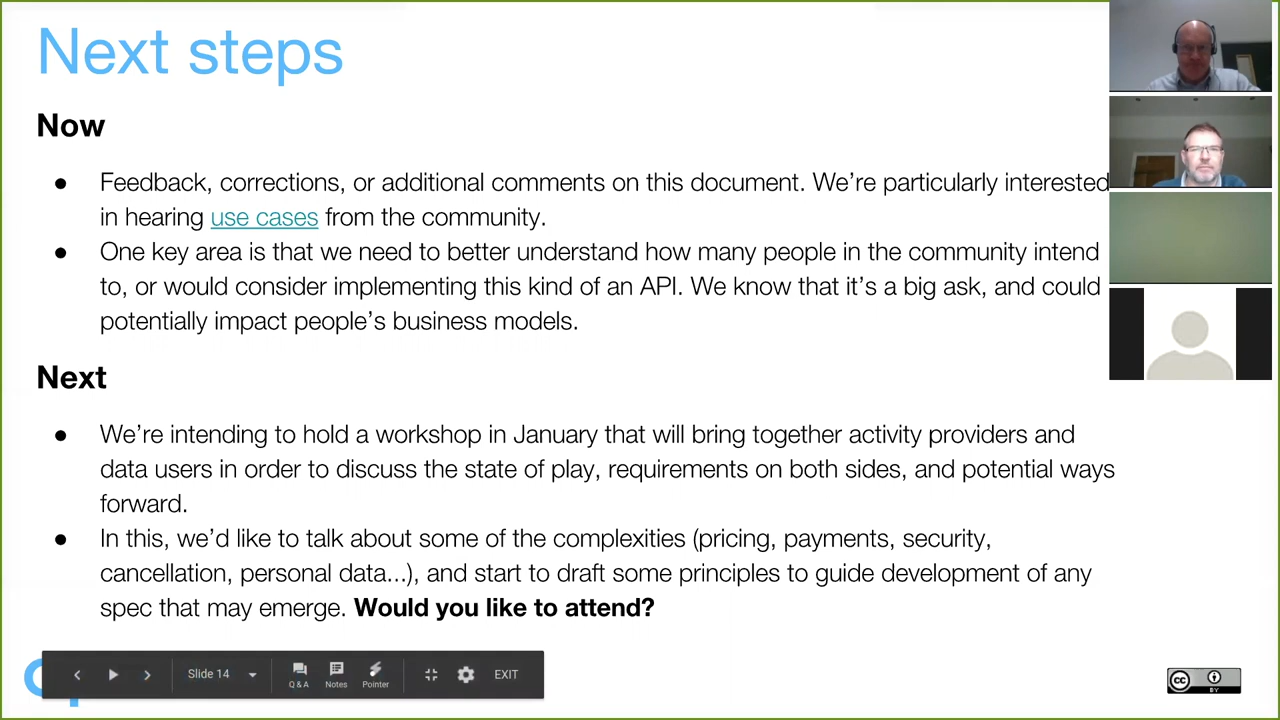 Next steps
Now
● Feedback, corrections, or additional comments on this document. We’re particularly interested
in hearing use cases from the community.
● One key area is that we need to better understand how many people in the community intend
to, or would consider implementing this kind of an API. We know that it’s a big ask, and could
potentially impact people’s business models.
Next
● We’re intending to hold a workshop in January that will bring together activity providers and
data users in order to discuss the state of play, requirements on both sides, and potential ways
forward.
● In this, we’d like to talk about some of the complexities (pricing, payments, security,
cancellation, personal data...), and start to draft some principles to guide development of any
spec that may emerge. Would you like to attend?
Slide 14
Q & A
Notes
Pointer
EXIT
cc
BY